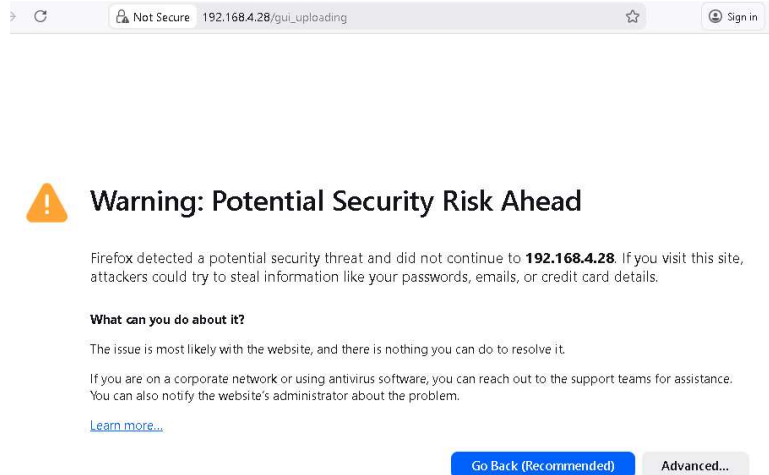 Not Secure 192.168.4.28/gui_uploading Sign in
Warning: Potential Security Risk Ahead
Firefox detected a potential security threat and did not continue to 192.168.4.28. If you visit this site,
attackers could try to steal information like your passwords, emails, or credit card details.
What can you do about it?
The issue is most likely with the website, and there is nothing you can do to resolve it.
If you are on a corporate network or using antivirus software, you can reach out to the support teams for assistance.
You can also notify the website's administrator about the problem.
Learn more...
Go Back (Recommended) Advanced...